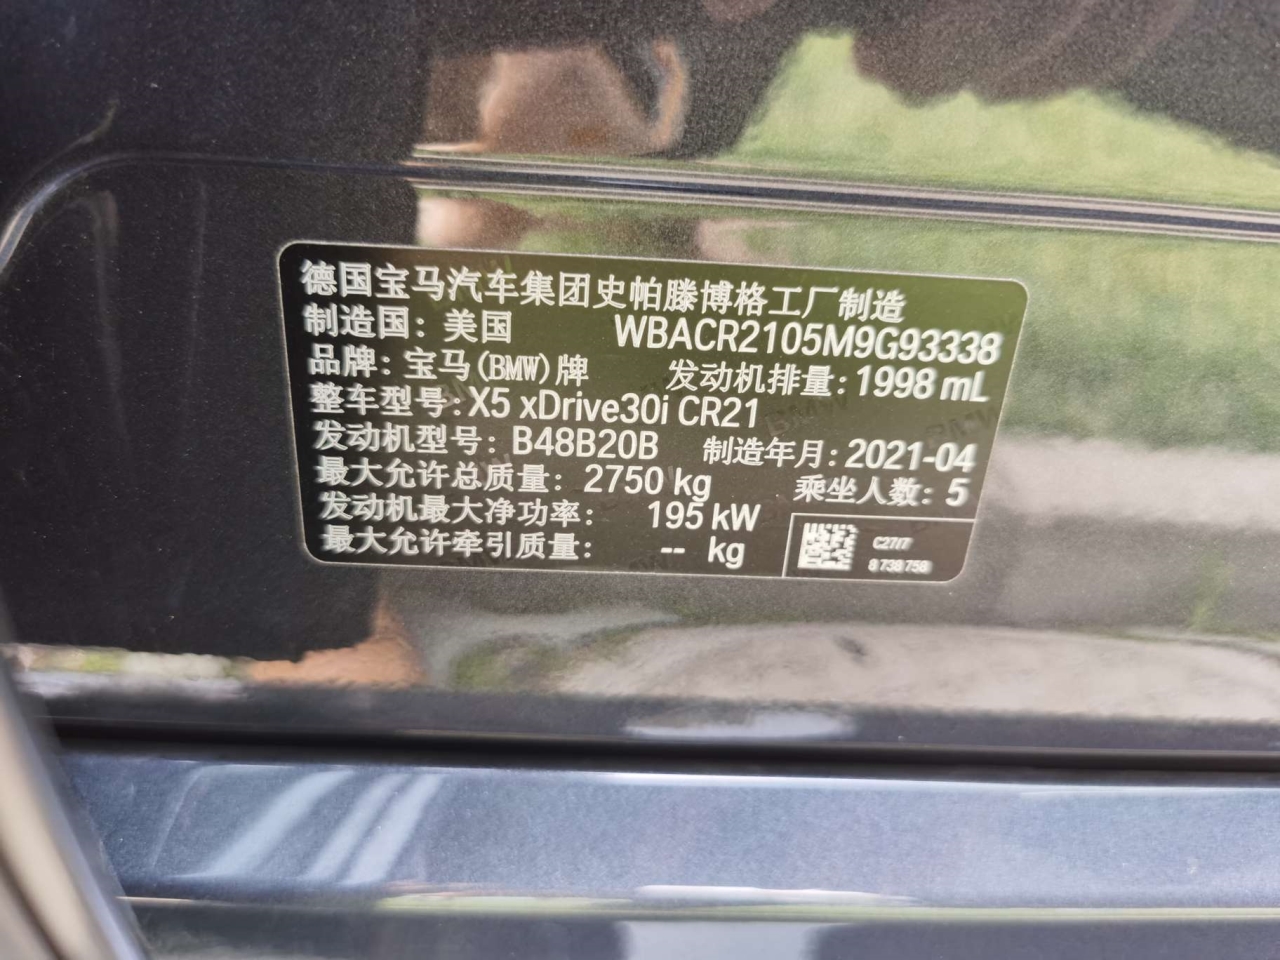 德国宝马汽车集团史帕滕博格工厂制造
制造国：美国 WBACR2105M9G93338
品牌：宝马(BMW)牌 发动机排量：1998 mL
整车型号：X5 xDrive30i CR21
发动机型号：B48B20B 制造年月：2021-04
最大允许总质量：2750 kg 乘坐人数：5
发动机最大净功率：195 kW
最大允许牵引质量：-- kg
8 738 758